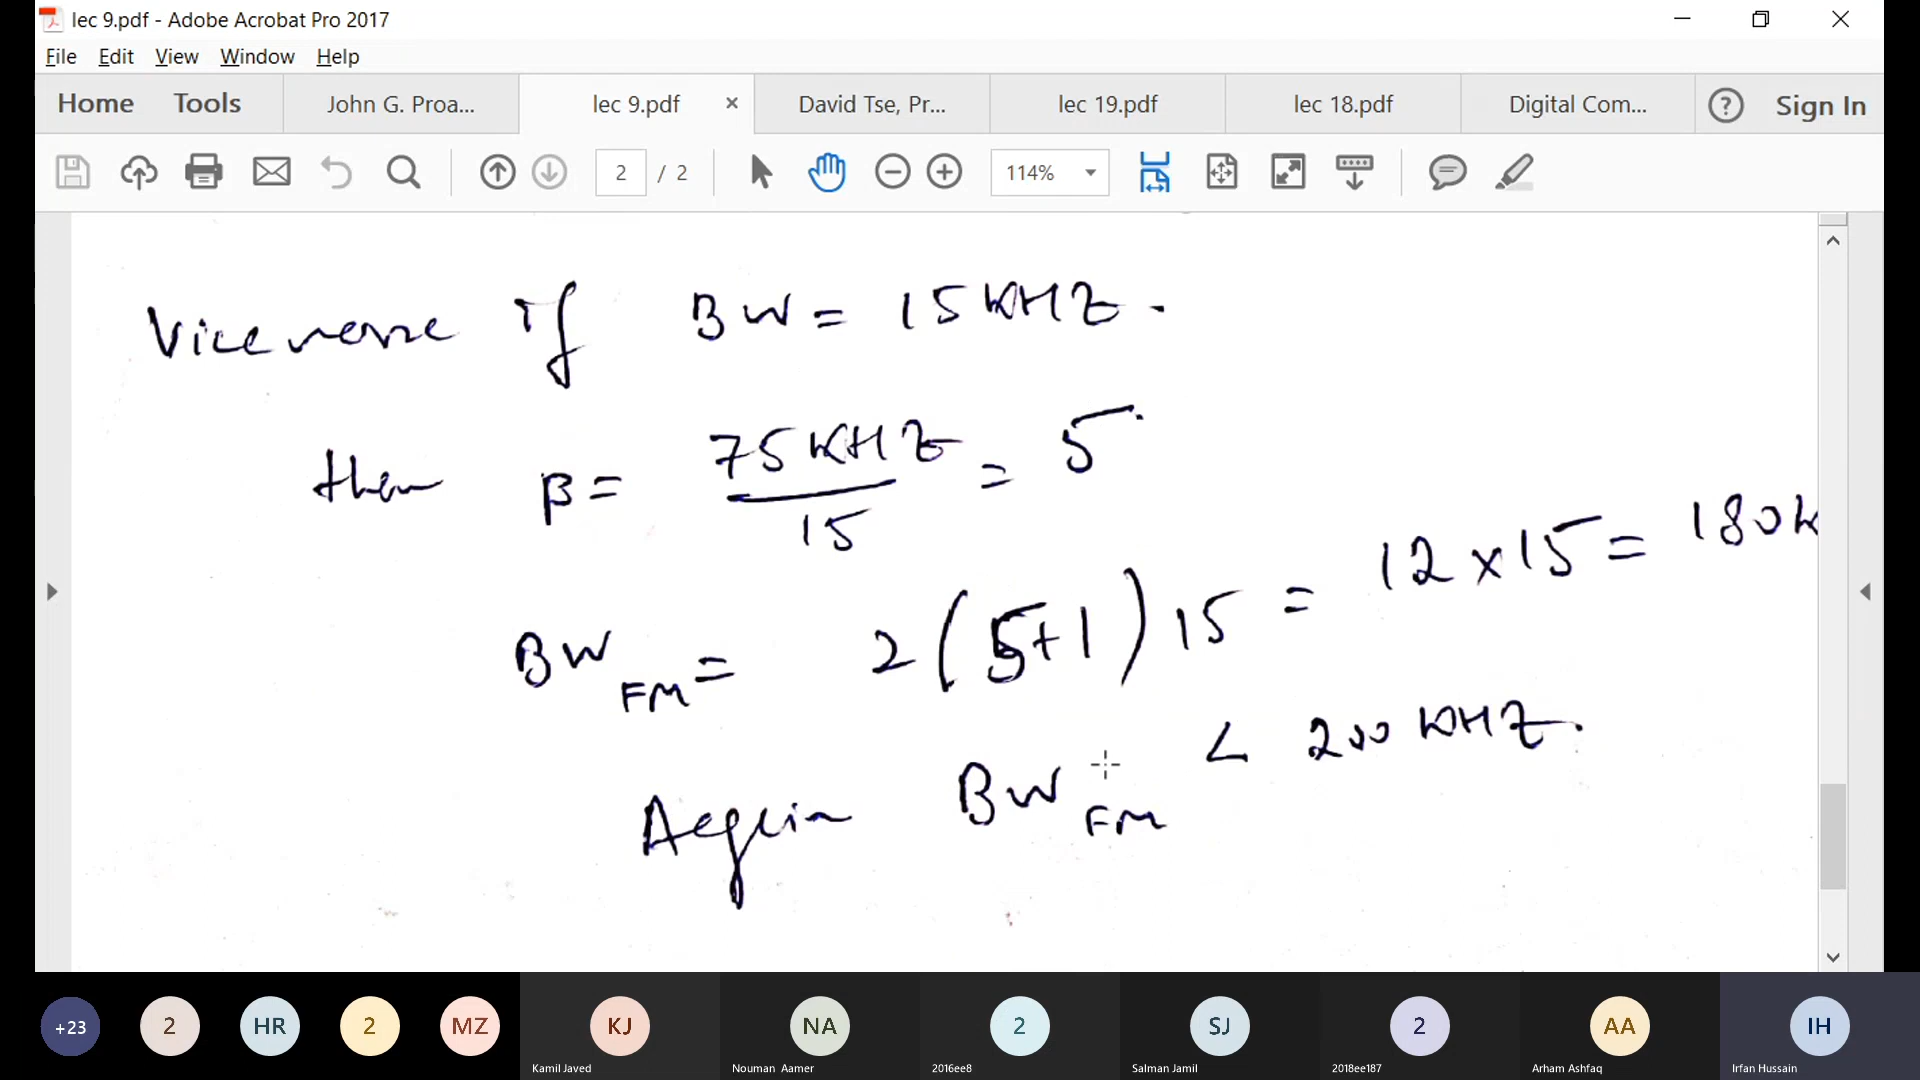 lec 9.pdf - Adobe Acrobat Pro 2017
File Edit View Window Help
Home Tools John G. Proa... lec 9.pdf × David Tse, Pr... lec 19.pdf lec 18.pdf Digital Com... ? Sign In
2 / 2 114%
Vice verse if BW = 15 KHZ.
then β = 75 KHZ / 15 = 5
BW FM = 2 (5+1) 15 = 12 x 15 = 180 K
Again BW FM < 200 KHZ.
+23 2 HR 2 MZ KJ NA 2 SJ 2 AA IH
Kamil Javed Nouman Aamer 2016ee8 Salman Jamil 2018ee187 Arham Ashfaq Irfan Hussain